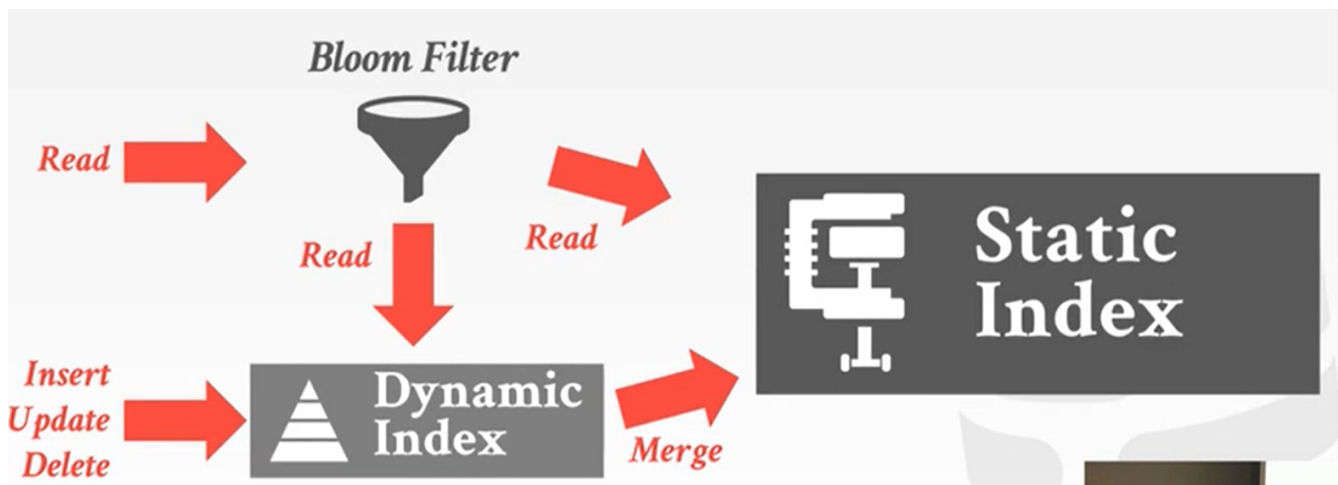 Bloom Filter
Read
Read
Read
Static
Index
Insert
Update
Delete
Dynamic
Index
Merge